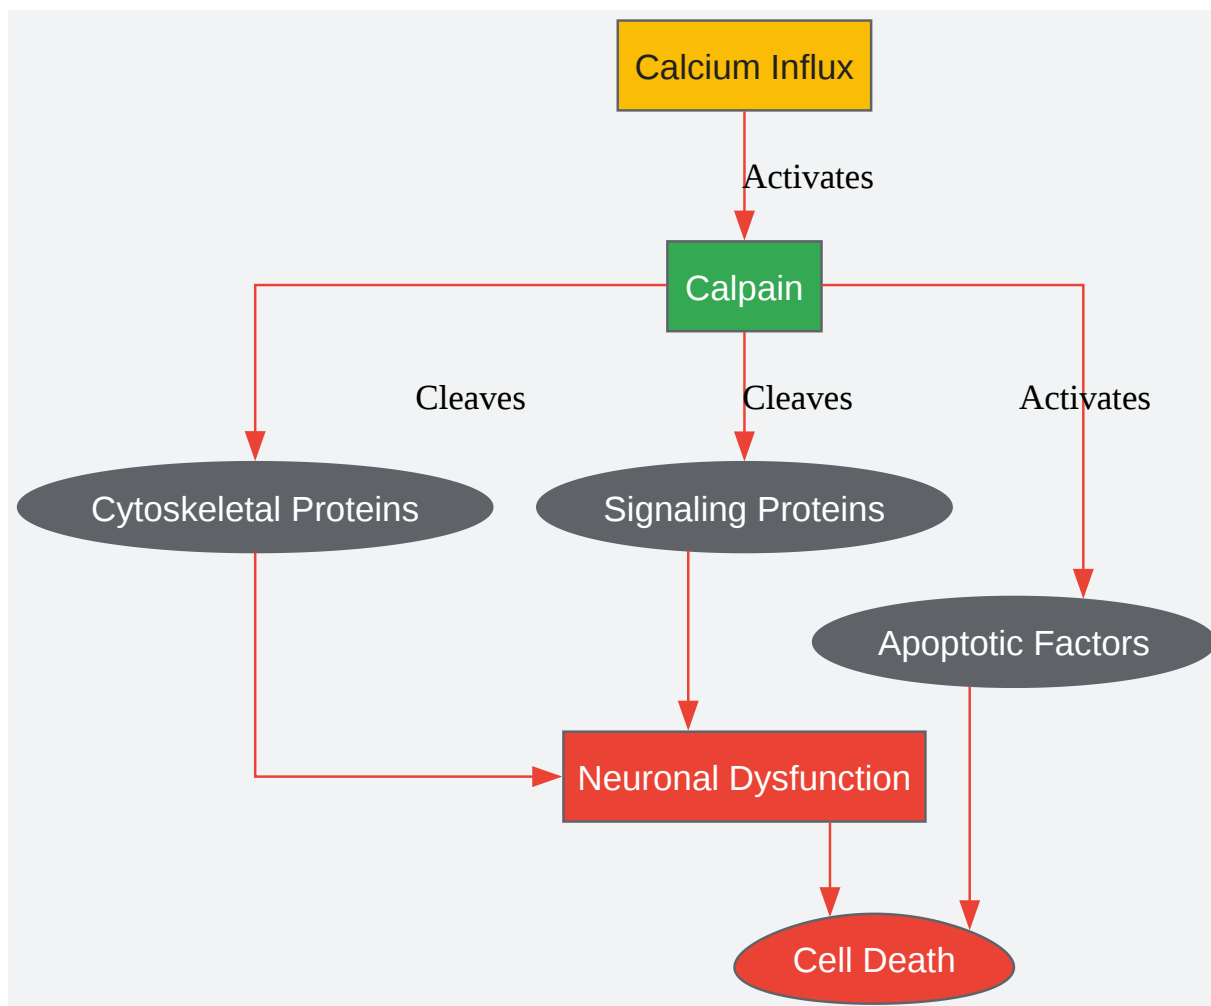 Calcium Influx
Activates
Calpain
Cleaves
Cleaves
Activates
Cytoskeletal Proteins
Signaling Proteins
Apoptotic Factors
Neuronal Dysfunction
Cell Death